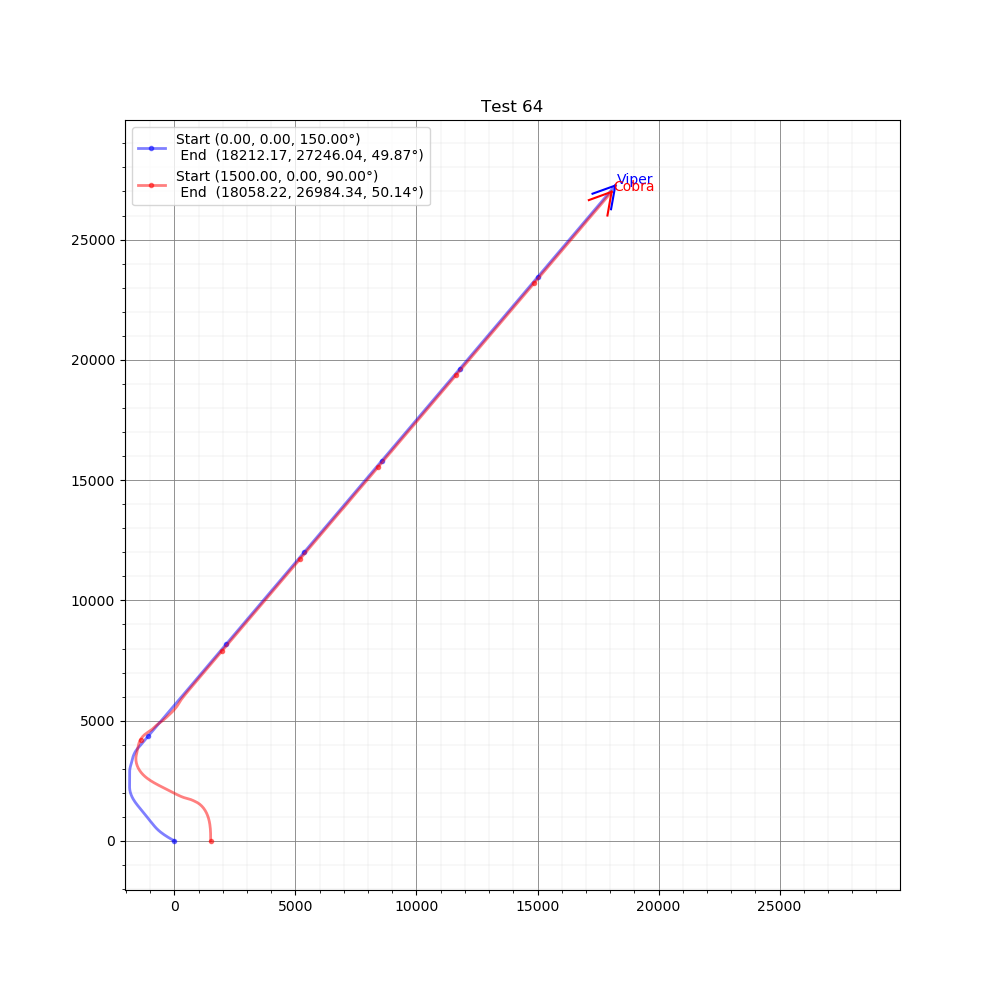 Test 64
Start (0.00, 0.00, 150.00°)
End (18212.17, 27246.04, 49.87°)
Start (1500.00, 0.00, 90.00°)
End (18058.22, 26984.34, 50.14°)
Viper
Cobra
25000
20000
15000
10000
5000
0
0
5000
10000
15000
20000
25000